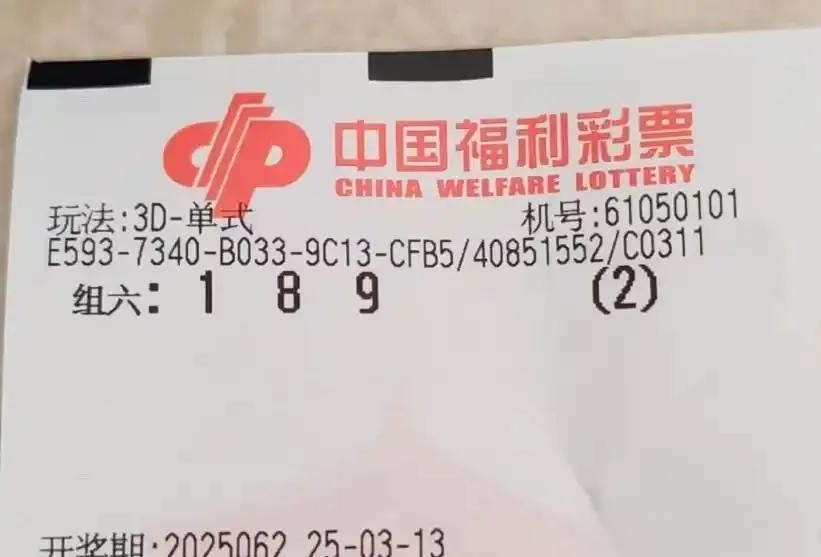 中国福利彩票
CHINA WELFARE LOTTERY
玩法:3D-单式 机号:61050101
E593-7340-B033-9C13-CFB5/40851552/C0311
组六: 1 8 9 (2)
开奖期:2025062 25-03-13